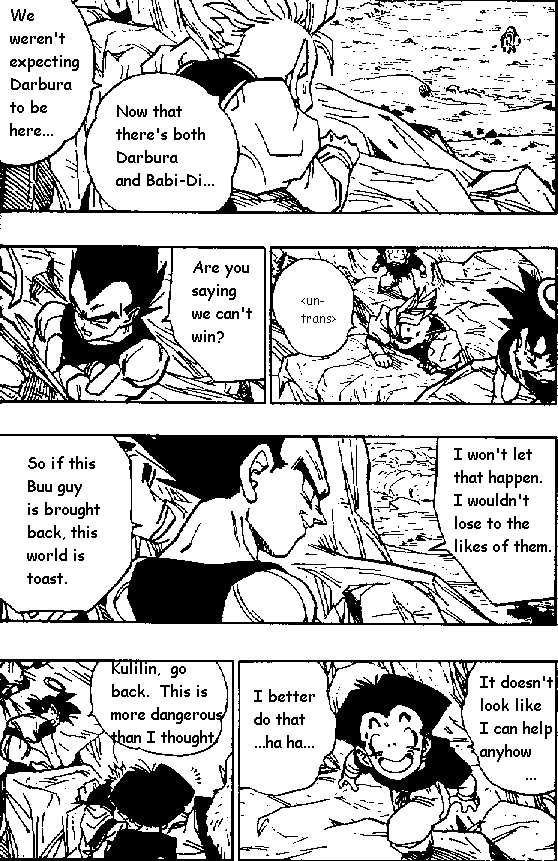 We
weren't
expecting
Darbura
to be
here...
Now that
there's both
Darbura
and Babi-Di...
Are you
saying
we can't
win?
<un-
trans>
So if this
Buu guy
is brought
back, this
world is
toast.
I won't let
that happen.
I wouldn't
lose to the
likes of them.
Kulilin, go
back. This is
more dangerous
than I thought.
I better
do that
...ha ha...
It doesn't
look like
I can help
anyhow
...